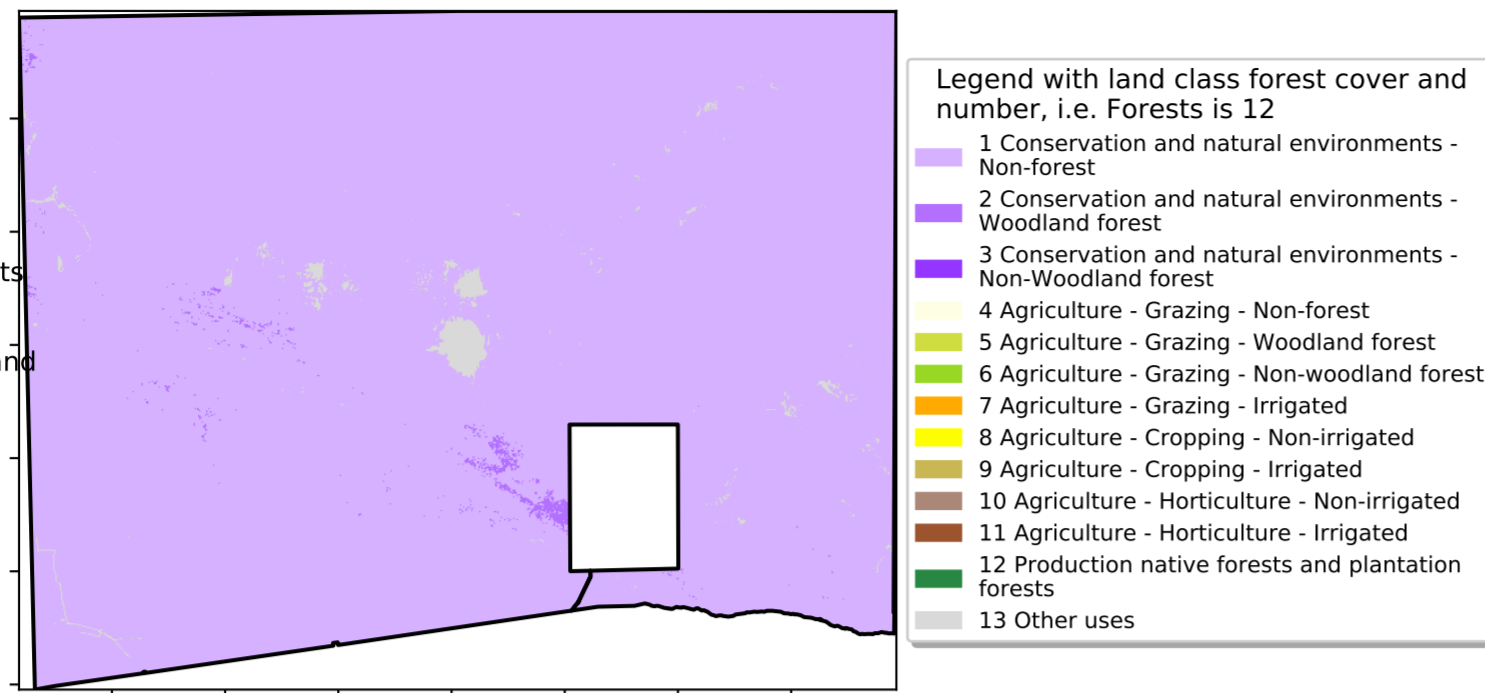 Legend with land class forest cover and
number, i.e. Forests is 12
1 Conservation and natural environments -
Non-forest
2 Conservation and natural environments -
Woodland forest
3 Conservation and natural environments -
Non-Woodland forest
4 Agriculture - Grazing - Non-forest
5 Agriculture - Grazing - Woodland forest
6 Agriculture - Grazing - Non-woodland forest
7 Agriculture - Grazing - Irrigated
8 Agriculture - Cropping - Non-irrigated
9 Agriculture - Cropping - Irrigated
10 Agriculture - Horticulture - Non-irrigated
11 Agriculture - Horticulture - Irrigated
12 Production native forests and plantation
forests
13 Other uses